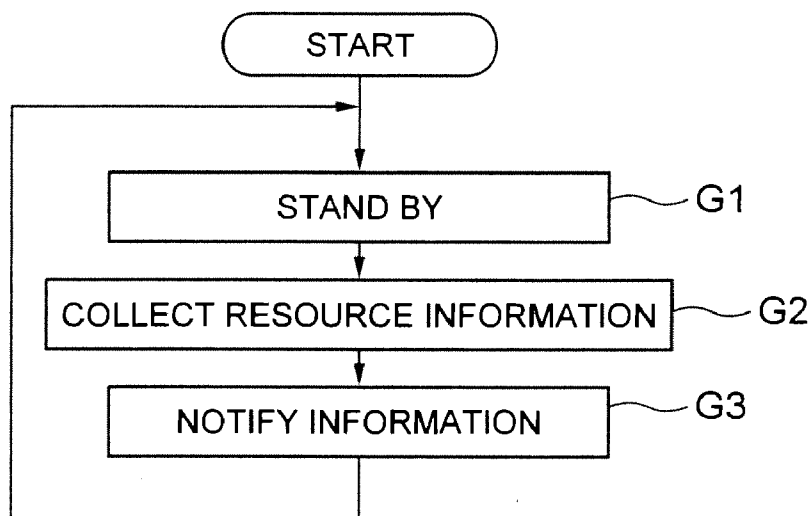 START
STAND BY
G1
COLLECT RESOURCE INFORMATION
G2
NOTIFY INFORMATION
G3